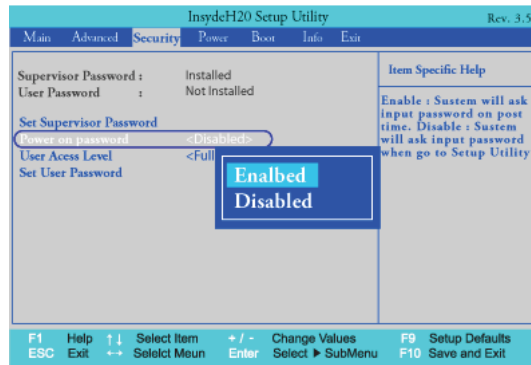 InsydeH20 Setup Utility Rev. 3.5
Main Advanced Security Power Boot Info Exit
Supervisor Password : Installed
User Password : Not Installed
Set Supervisor Password
Power on password <Disabled>
User Acess Level <Full
Set User Password
Enalbed
Disabled
Item Specific Help
Enable : Sustem will ask
input password on post
time. Disable : Sustem
will ask input password
when go to Setup Utility
F1 Help ↑↓ Select Item + / - Change Values F9 Setup Defaults
ESC Exit ↔ Selelct Meun Enter Select ▶ SubMenu F10 Save and Exit